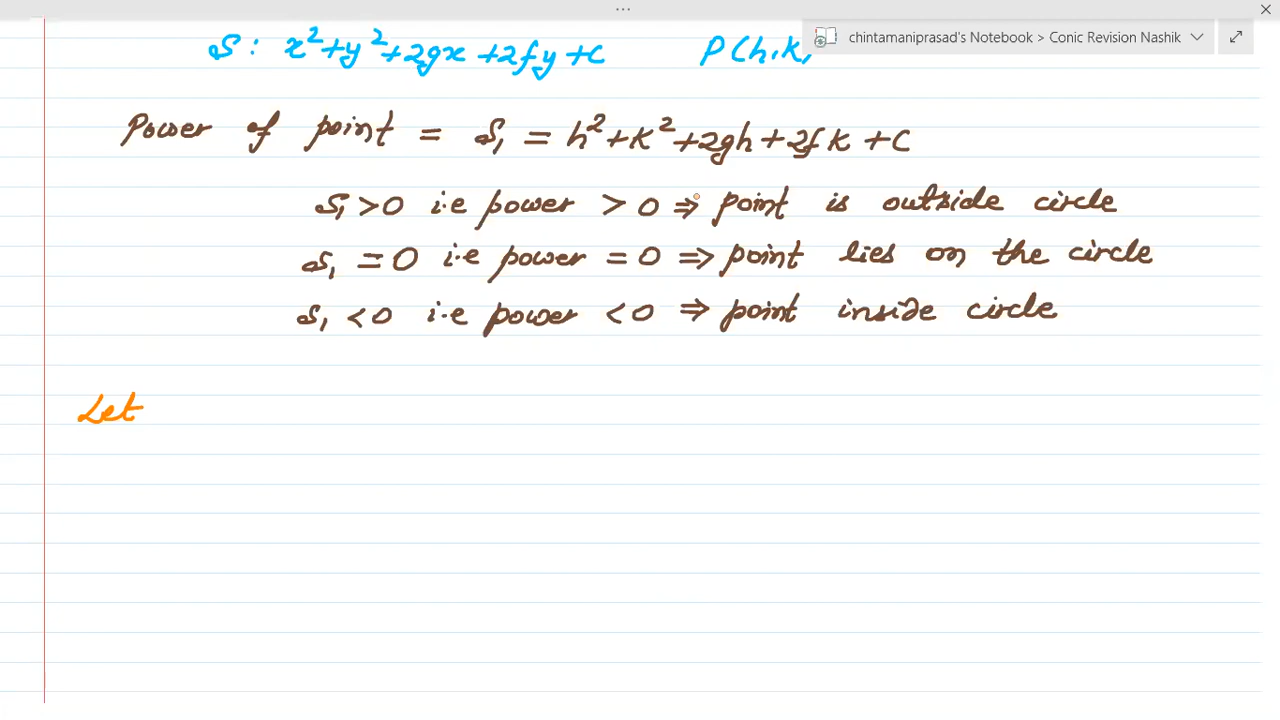 ...
chintamaniprasad's Notebook > Conic Revision Nashik
S : x²+y²+2gx+2fy+c P(h,k)
Power of point = S₁ = h²+k²+2gh+2fk+c
S₁ >0 i.e power >0 ⇒ point is outside circle
S₁ =0 i.e power =0 ⇒ point lies on the circle
S₁ <0 i.e power <0 ⇒ point inside circle
Let